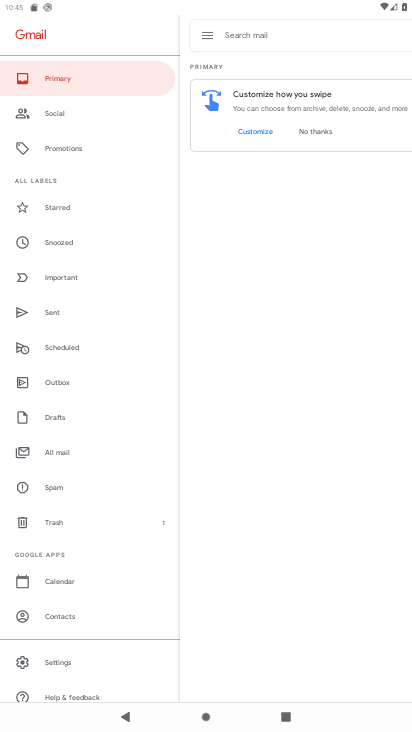 10:45
Gmail
Primary
Social
Promotions
ALL LABELS
Starred
Snoozed
Important
Sent
Scheduled
Outbox
Drafts
All mail
Spam
Trash 1
GOOGLE APPS
Calendar
Contacts
Settings
Help & feedback
Search mail
PRIMARY
Customize how you swipe
You can choose from archive, delete, snooze, and more
Customize No thanks